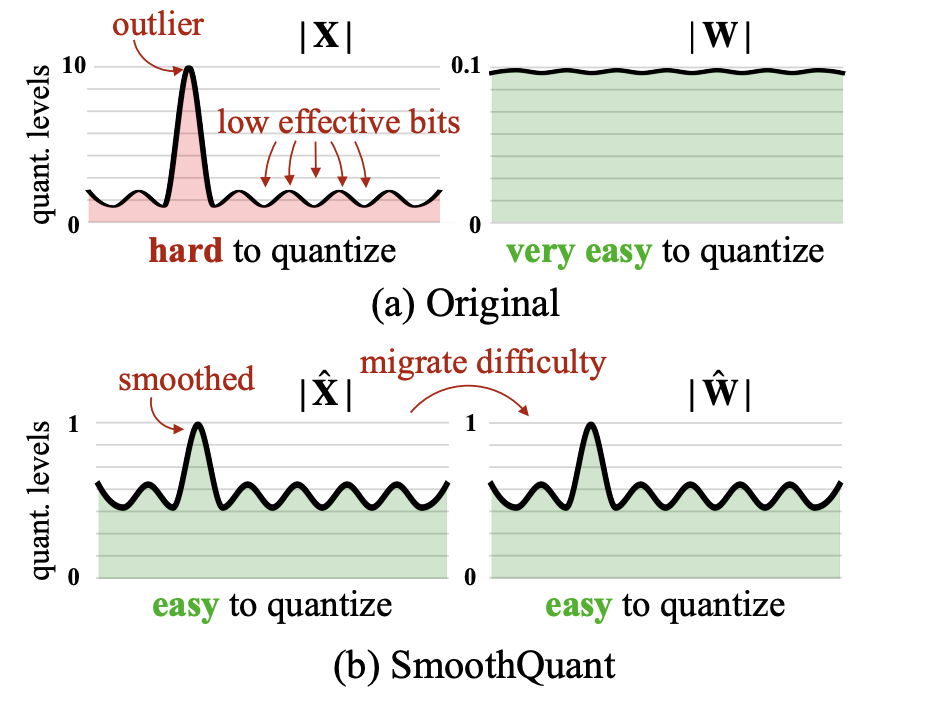 outlier
|X|
|W|
quant. levels
10
0
low effective bits
hard to quantize
0.1
0
very easy to quantize
(a) Original
smoothed
migrate difficulty
|X̂|
|Ŵ|
quant. levels
1
0
easy to quantize
1
0
easy to quantize
(b) SmoothQuant